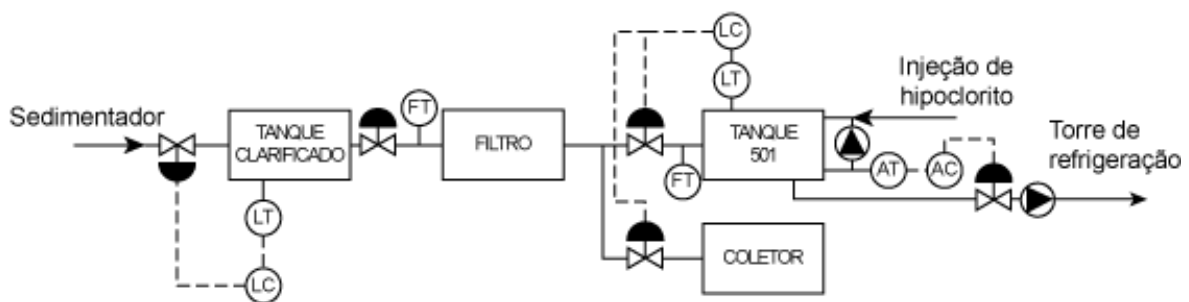 LC
Injeção de
hipoclorito
LT
Sedimentador
FT
TANQUE
CLARIFICADO
FILTRO
TANQUE
501
Torre de
refrigeração
FT
AT
AC
LT
COLETOR
LC